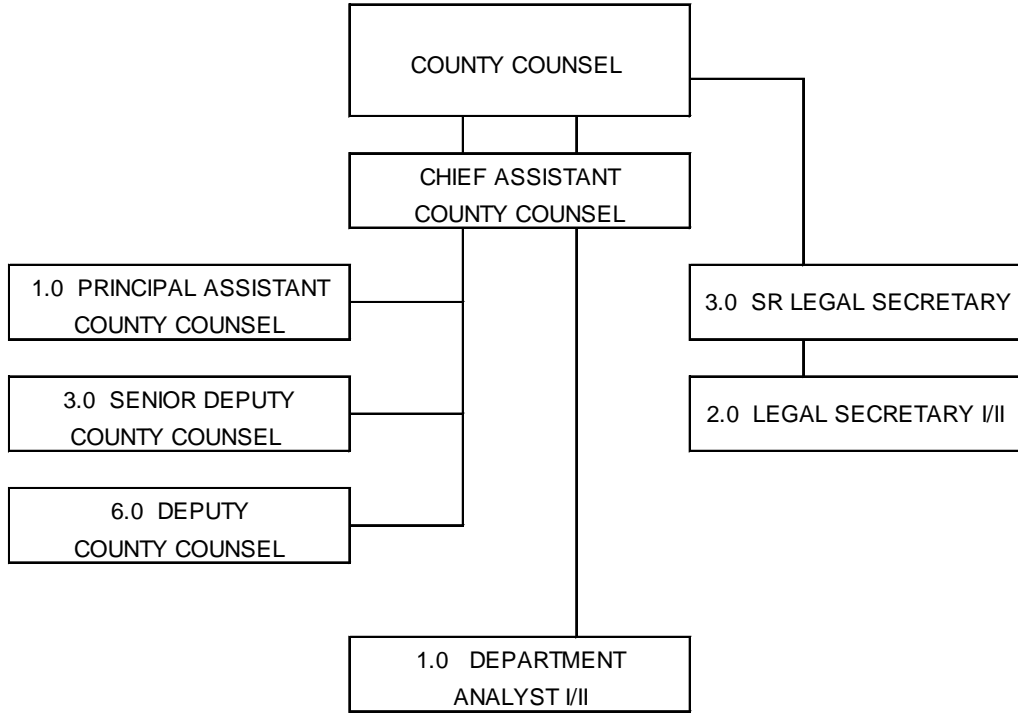 COUNTY COUNSEL
CHIEF ASSISTANT
COUNTY COUNSEL
1.0 PRINCIPAL ASSISTANT
COUNTY COUNSEL
3.0 SR LEGAL SECRETARY
3.0 SENIOR DEPUTY
COUNTY COUNSEL
2.0 LEGAL SECRETARY I/II
6.0 DEPUTY
COUNTY COUNSEL
1.0 DEPARTMENT
ANALYST I/II